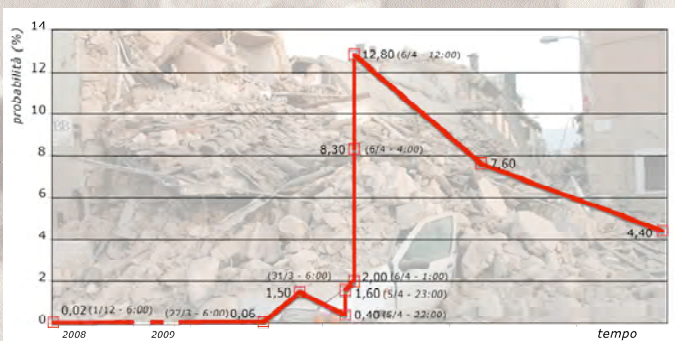 probabilità (%)
14
12
10
8
6
4
2
0
12,80 (6/4 - 12:00)
8,30 (6/4 - 4:00)
7,60
4,40
(31/3 - 6:00)
1,50
2,00 (6/4 - 1:00)
1,60 (5/4 - 23:00)
0,40 (5/4 - 22:00)
0,02 (1/12 - 6:00)
(27/3 - 6:00) 0,06
2008
2009
tempo